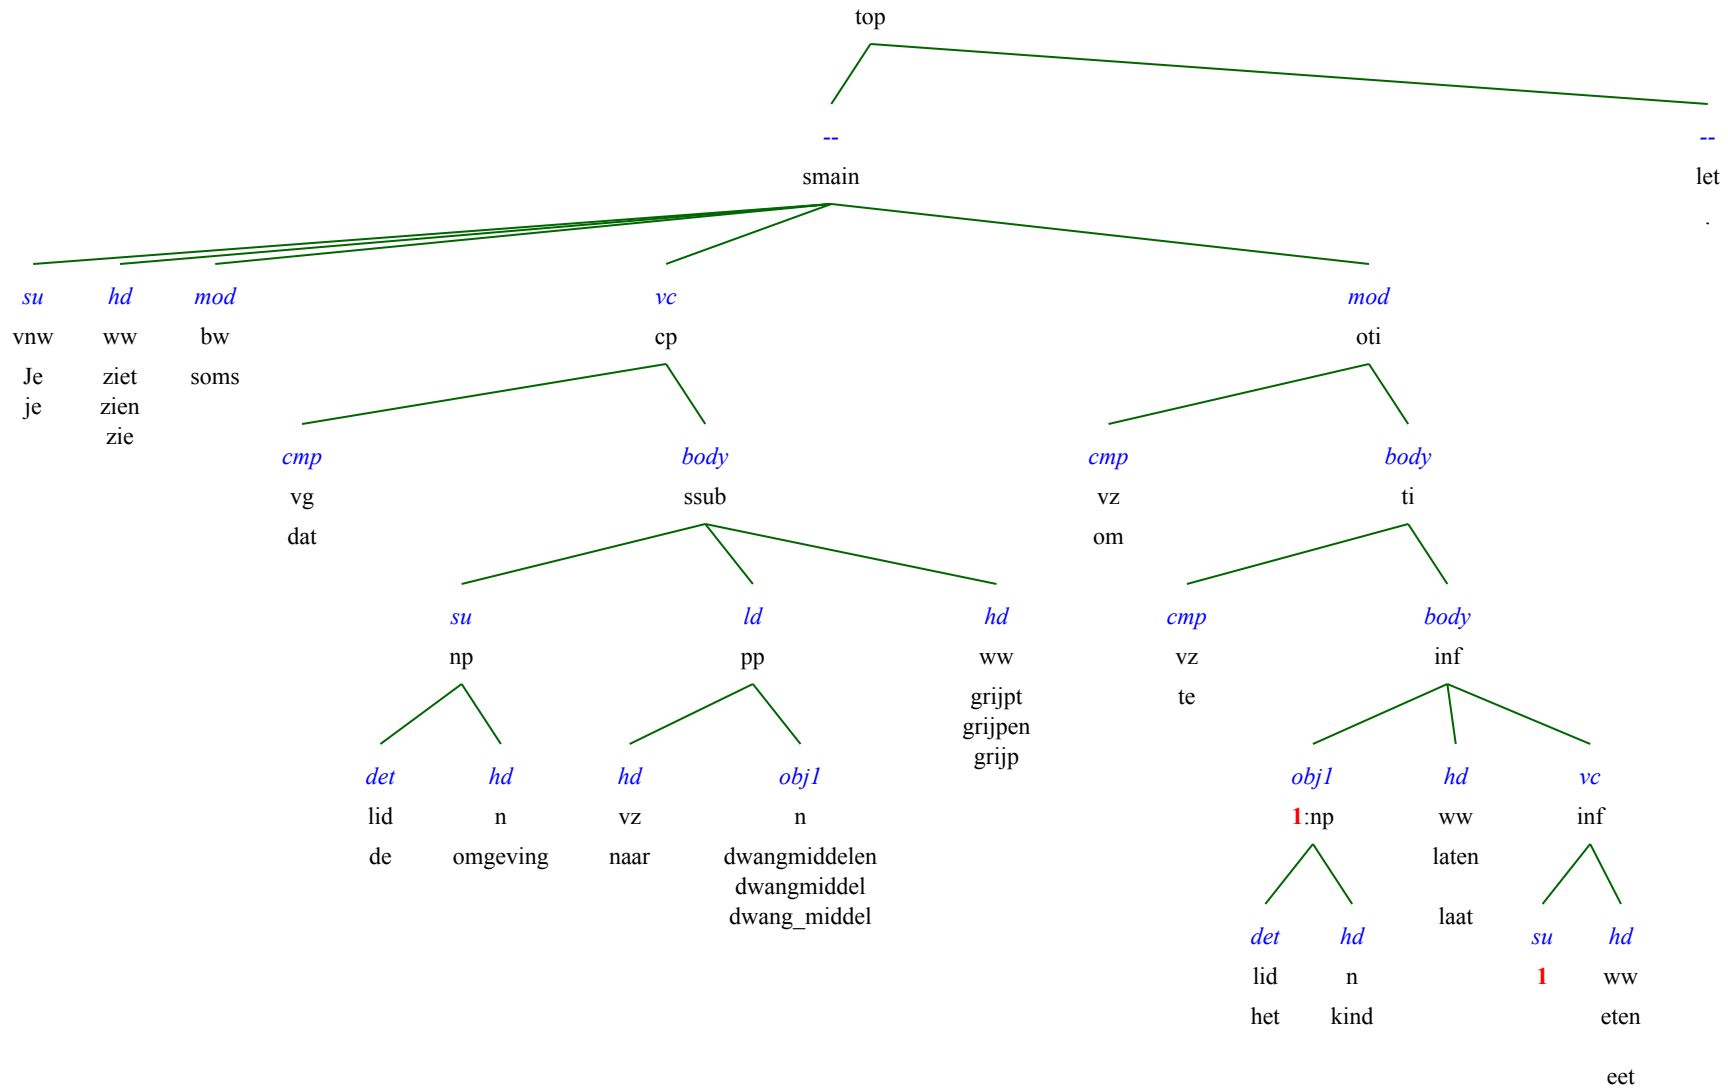 top
-- --
smain let
.
su hd mod vc mod
vnw ww bw cp oti
Je ziet soms
je zien
zie
cmp body cmp body
vg ssub vz ti
dat om
su ld hd cmp body
np pp ww vz inf
grijpt te
grijpen
grijp
det hd hd obj1 obj1 hd vc
lid n vz n 1:np ww inf
de omgeving naar dwangmiddelen laten
dwangmiddel
dwang_middel laat
det hd su hd
lid n 1 ww
het kind eten
eet